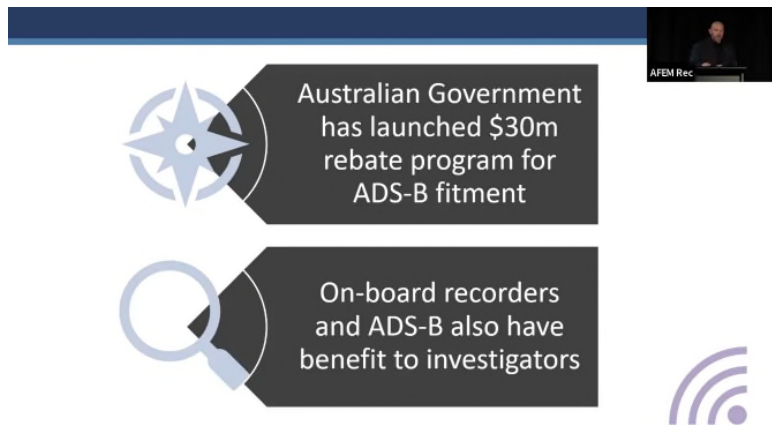 AFEM Rec
Australian Government
has launched $30m
rebate program for
ADS-B fitment
On-board recorders
and ADS-B also have
benefit to investigators